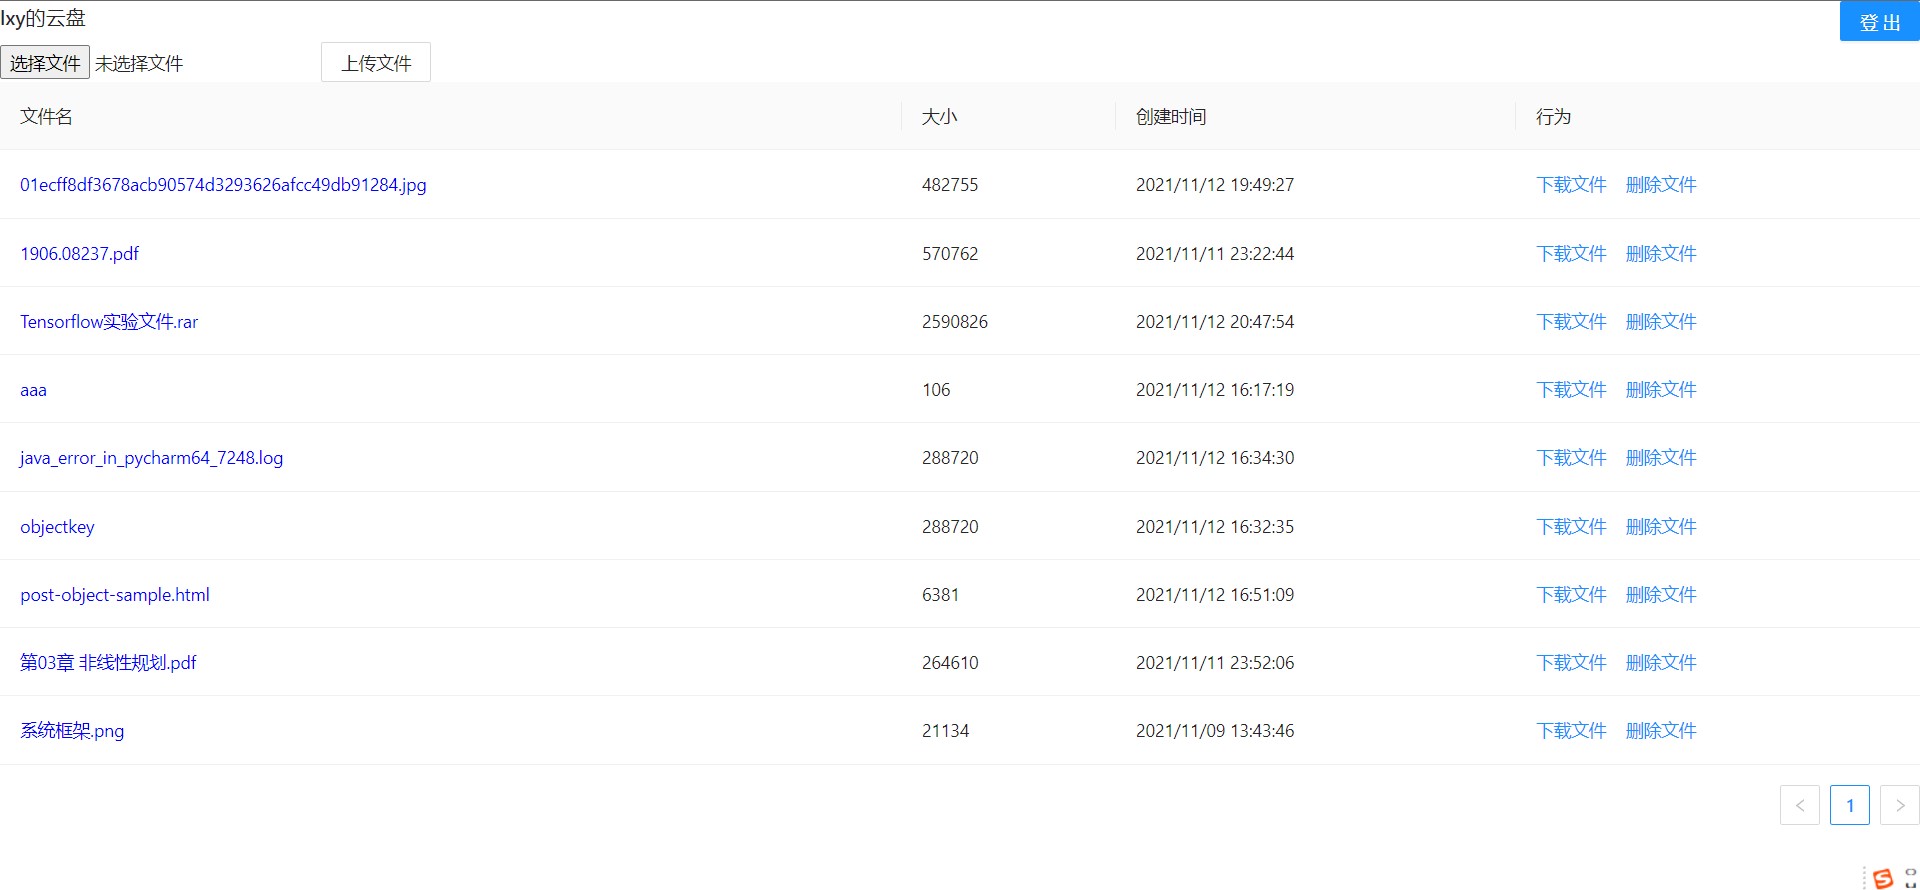 lxy的云盘 登出
选择文件 未选择文件 上传文件
文件名 大小 创建时间 行为
01ecff8df3678acb90574d3293626afcc49db91284.jpg 482755 2021/11/12 19:49:27 下载文件 删除文件
1906.08237.pdf 570762 2021/11/11 23:22:44 下载文件 删除文件
Tensorflow实验文件.rar 2590826 2021/11/12 20:47:54 下载文件 删除文件
aaa 106 2021/11/12 16:17:19 下载文件 删除文件
java_error_in_pycharm64_7248.log 288720 2021/11/12 16:34:30 下载文件 删除文件
objectkey 288720 2021/11/12 16:32:35 下载文件 删除文件
post-object-sample.html 6381 2021/11/12 16:51:09 下载文件 删除文件
第03章 非线性规划.pdf 264610 2021/11/11 23:52:06 下载文件 删除文件
系统框架.png 21134 2021/11/09 13:43:46 下载文件 删除文件
< 1 >
S